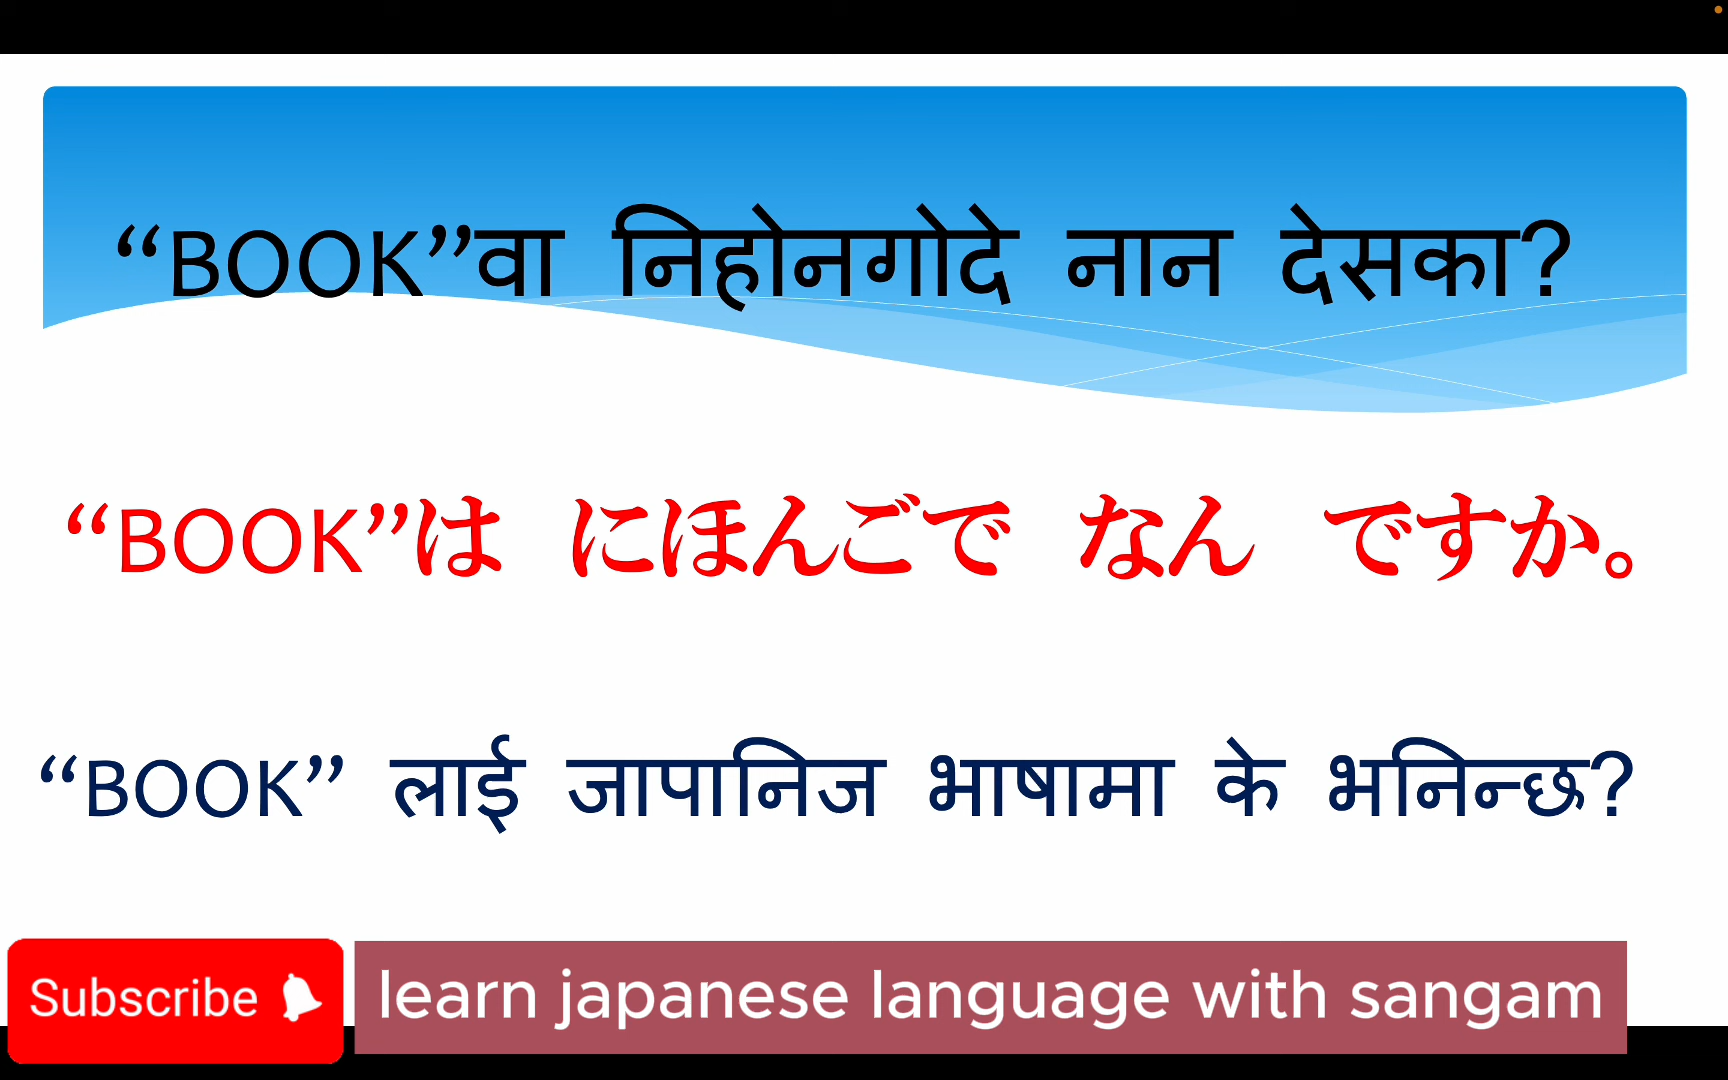 “BOOK”वा निहोनगोदे नान देसका?
“BOOK”は にほんごで なん ですか。
“BOOK” लाई जापानिज भाषामा के भनिन्छ?
Subscribe
learn japanese language with sangam